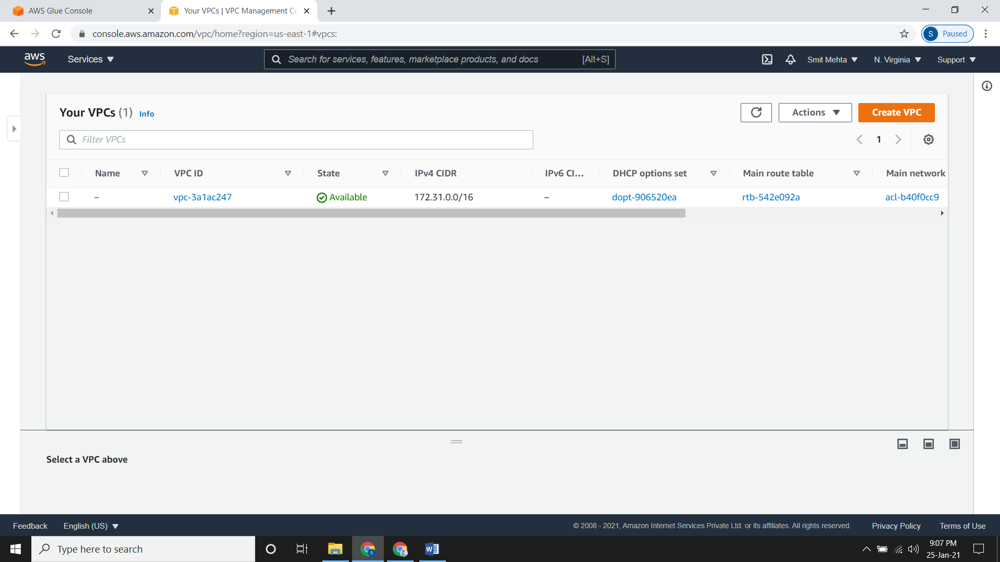 AWS Glue Console
Your VPCs | VPC Management Co
console.aws.amazon.com/vpc/home?region=us-east-1#vpcs:
S Paused
aws
Services
Search for services, features, marketplace products, and docs [Alt+S]
Smit Mehta
N. Virginia
Support
Your VPCs (1) Info
Actions
Create VPC
Filter VPCs
1
Name VPC ID State IPv4 CIDR IPv6 CI... DHCP options set Main route table Main network
– vpc-3a1ac247 Available 172.31.0.0/16 – dopt-906520ea rtb-542e092a acl-b40f0cc9
Select a VPC above
Feedback English (US) © 2008 - 2021, Amazon Internet Services Private Ltd. or its affiliates. All rights reserved. Privacy Policy Terms of Use
Type here to search
9:07 PM
25-Jan-21